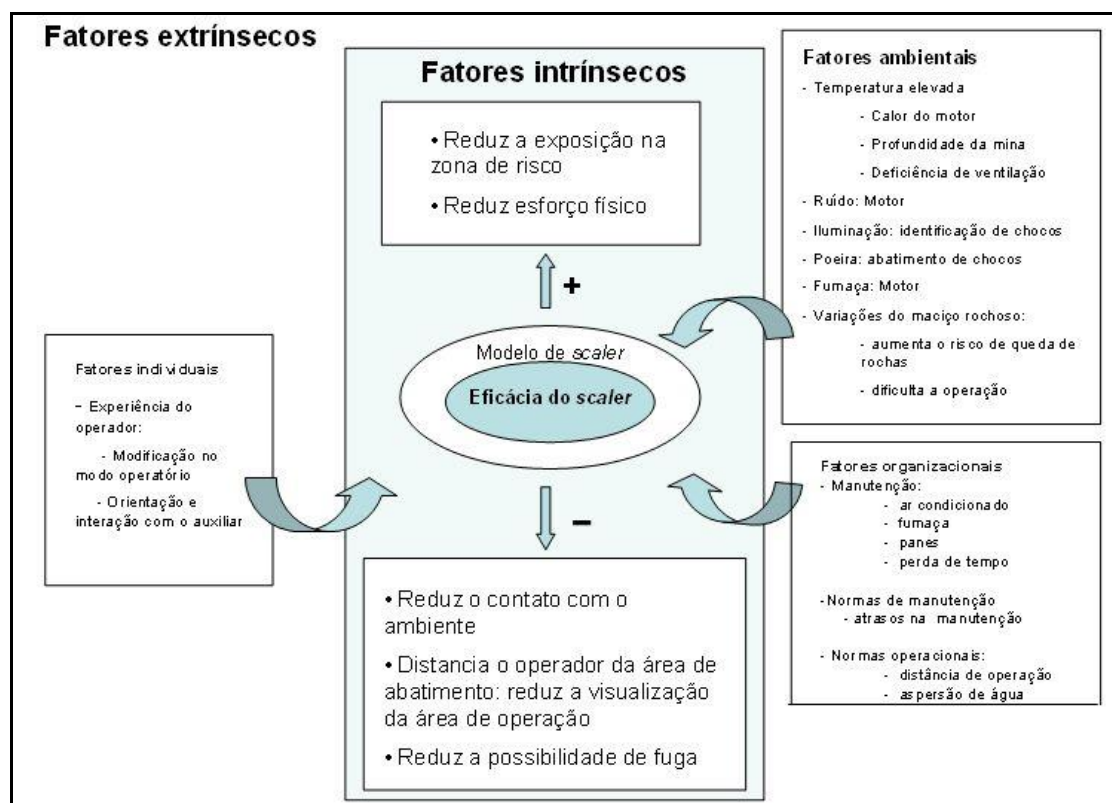 Fatores extrínsecos
Fatores intrínsecos
• Reduz a exposição na
zona de risco
• Reduz esforço físico
+
Modelo de scaler
Eficácia do scaler
–
• Reduz o contato com o
ambiente
• Distancia o operador da área de
abatimento: reduz a visualização
da área de operação
• Reduz a possibilidade de fuga
Fatores individuais
– Experiência do
operador:
- Modificação no
modo operatório
- Orientação e
interação com o auxiliar
Fatores ambientais
- Temperatura elevada
- Calor do motor
- Profundidade da mina
- Deficiência de ventilação
- Ruído: Motor
- Iluminação: identificação de chocos
- Poeira: abatimento de chocos
- Fumaça: Motor
- Variações do maciço rochoso:
- aumenta o risco de queda de
rochas
- dificulta a operação
Fatores organizacionais
- Manutenção:
- ar condicionado
- fumaça
- panes
- perda de tempo
-Normas de manutenção
- atrasos na manutenção
- Normas operacionais:
- distância de operação
- aspersão de água